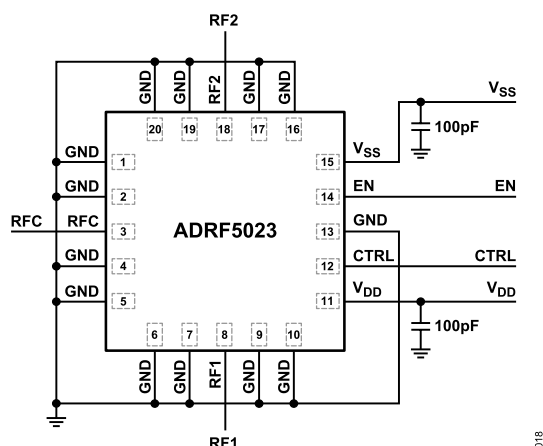 RF2
GND
GND
RF2
GND
GND
20
19
18
17
16
VSS
100pF
GND
1
15
VSS
GND
2
14
EN
EN
RFC
RFC
3
ADRF5023
13
GND
GND
4
12
CTRL
CTRL
GND
5
11
VDD
VDD
100pF
6
7
8
9
10
GND
GND
RF1
GND
GND
RF1
018